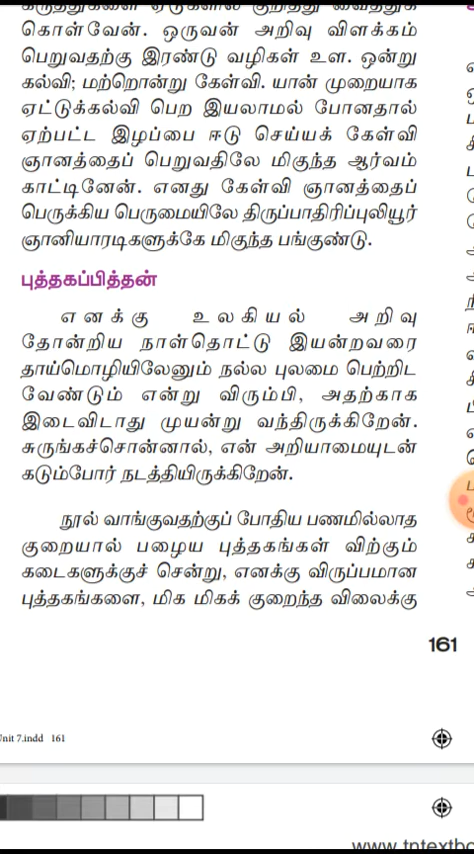 கொள்வேன். ஒருவன் அறிவு விளக்கம்
பெறுவதற்கு இரண்டு வழிகள் உள. ஒன்று
கல்வி; மற்றொன்று கேள்வி. யான் முறையாக
ஏட்டுக்கல்வி பெற இயலாமல் போனதால்
ஏற்பட்ட இழப்பை ஈடு செய்யக் கேள்வி
ஞானத்தைப் பெறுவதிலே மிகுந்த ஆர்வம்
காட்டினேன். எனது கேள்வி ஞானத்தைப்
பெருக்கிய பெருமையிலே திருப்பாதிரிப்புலியூர்
ஞானியாரடிகளுக்கே மிகுந்த பங்குண்டு.
புத்தகப்பித்தன்
எனக்கு உலகியல் அறிவு
தோன்றிய நாள்தொட்டு இயன்றவரை
தாய்மொழியிலேனும் நல்ல புலமை பெற்றிட
வேண்டும் என்று விரும்பி, அதற்காக
இடைவிடாது முயன்று வந்திருக்கிறேன்.
சுருங்கச்சொன்னால், என் அறியாமையுடன்
கடும்போர் நடத்தியிருக்கிறேன்.
நூல் வாங்குவதற்குப் போதிய பணமில்லாத
குறையால் பழைய புத்தகங்கள் விற்கும்
கடைகளுக்குச் சென்று, எனக்கு விருப்பமான
புத்தகங்களை, மிக மிகக் குறைந்த விலைக்கு
161
Unit 7.indd 161